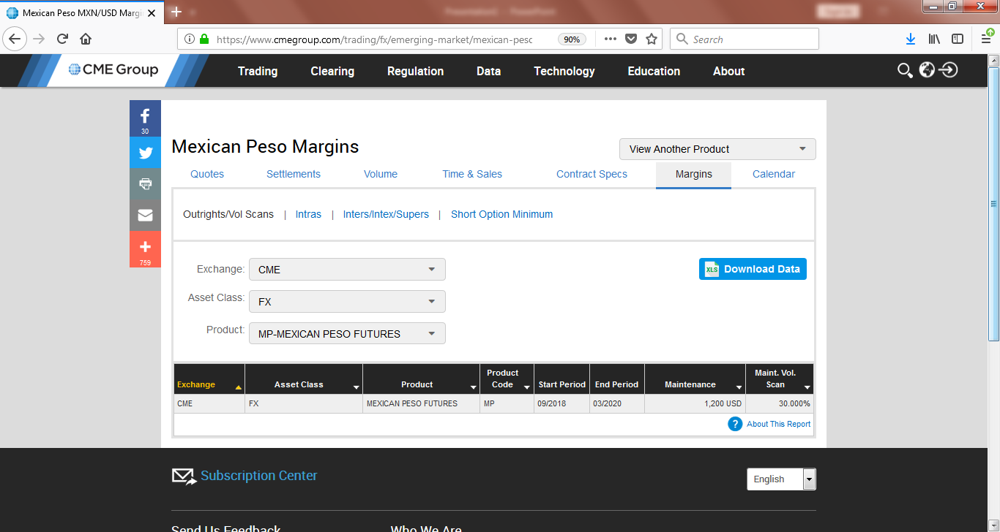 Mexican Peso MXN/USD Margi
https://www.cmegroup.com/trading/fx/emerging-market/mexican-pesc
90%
Search
CME Group
Trading
Clearing
Regulation
Data
Technology
Education
About
30
759
Mexican Peso Margins
View Another Product
Quotes
Settlements
Volume
Time & Sales
Contract Specs
Margins
Calendar
Outrights/Vol Scans | Intras | Inters/Intex/Supers | Short Option Minimum
Exchange: CME
XLS Download Data
Asset Class: FX
Product: MP-MEXICAN PESO FUTURES
Exchange
Asset Class
Product
Product Code
Start Period
End Period
Maintenance
Maint. Vol. Scan
CME FX MEXICAN PESO FUTURES MP 09/2018 03/2020 1,200 USD 30.000%
? About This Report
Subscription Center
English
Send Us Feedback
Who We Are